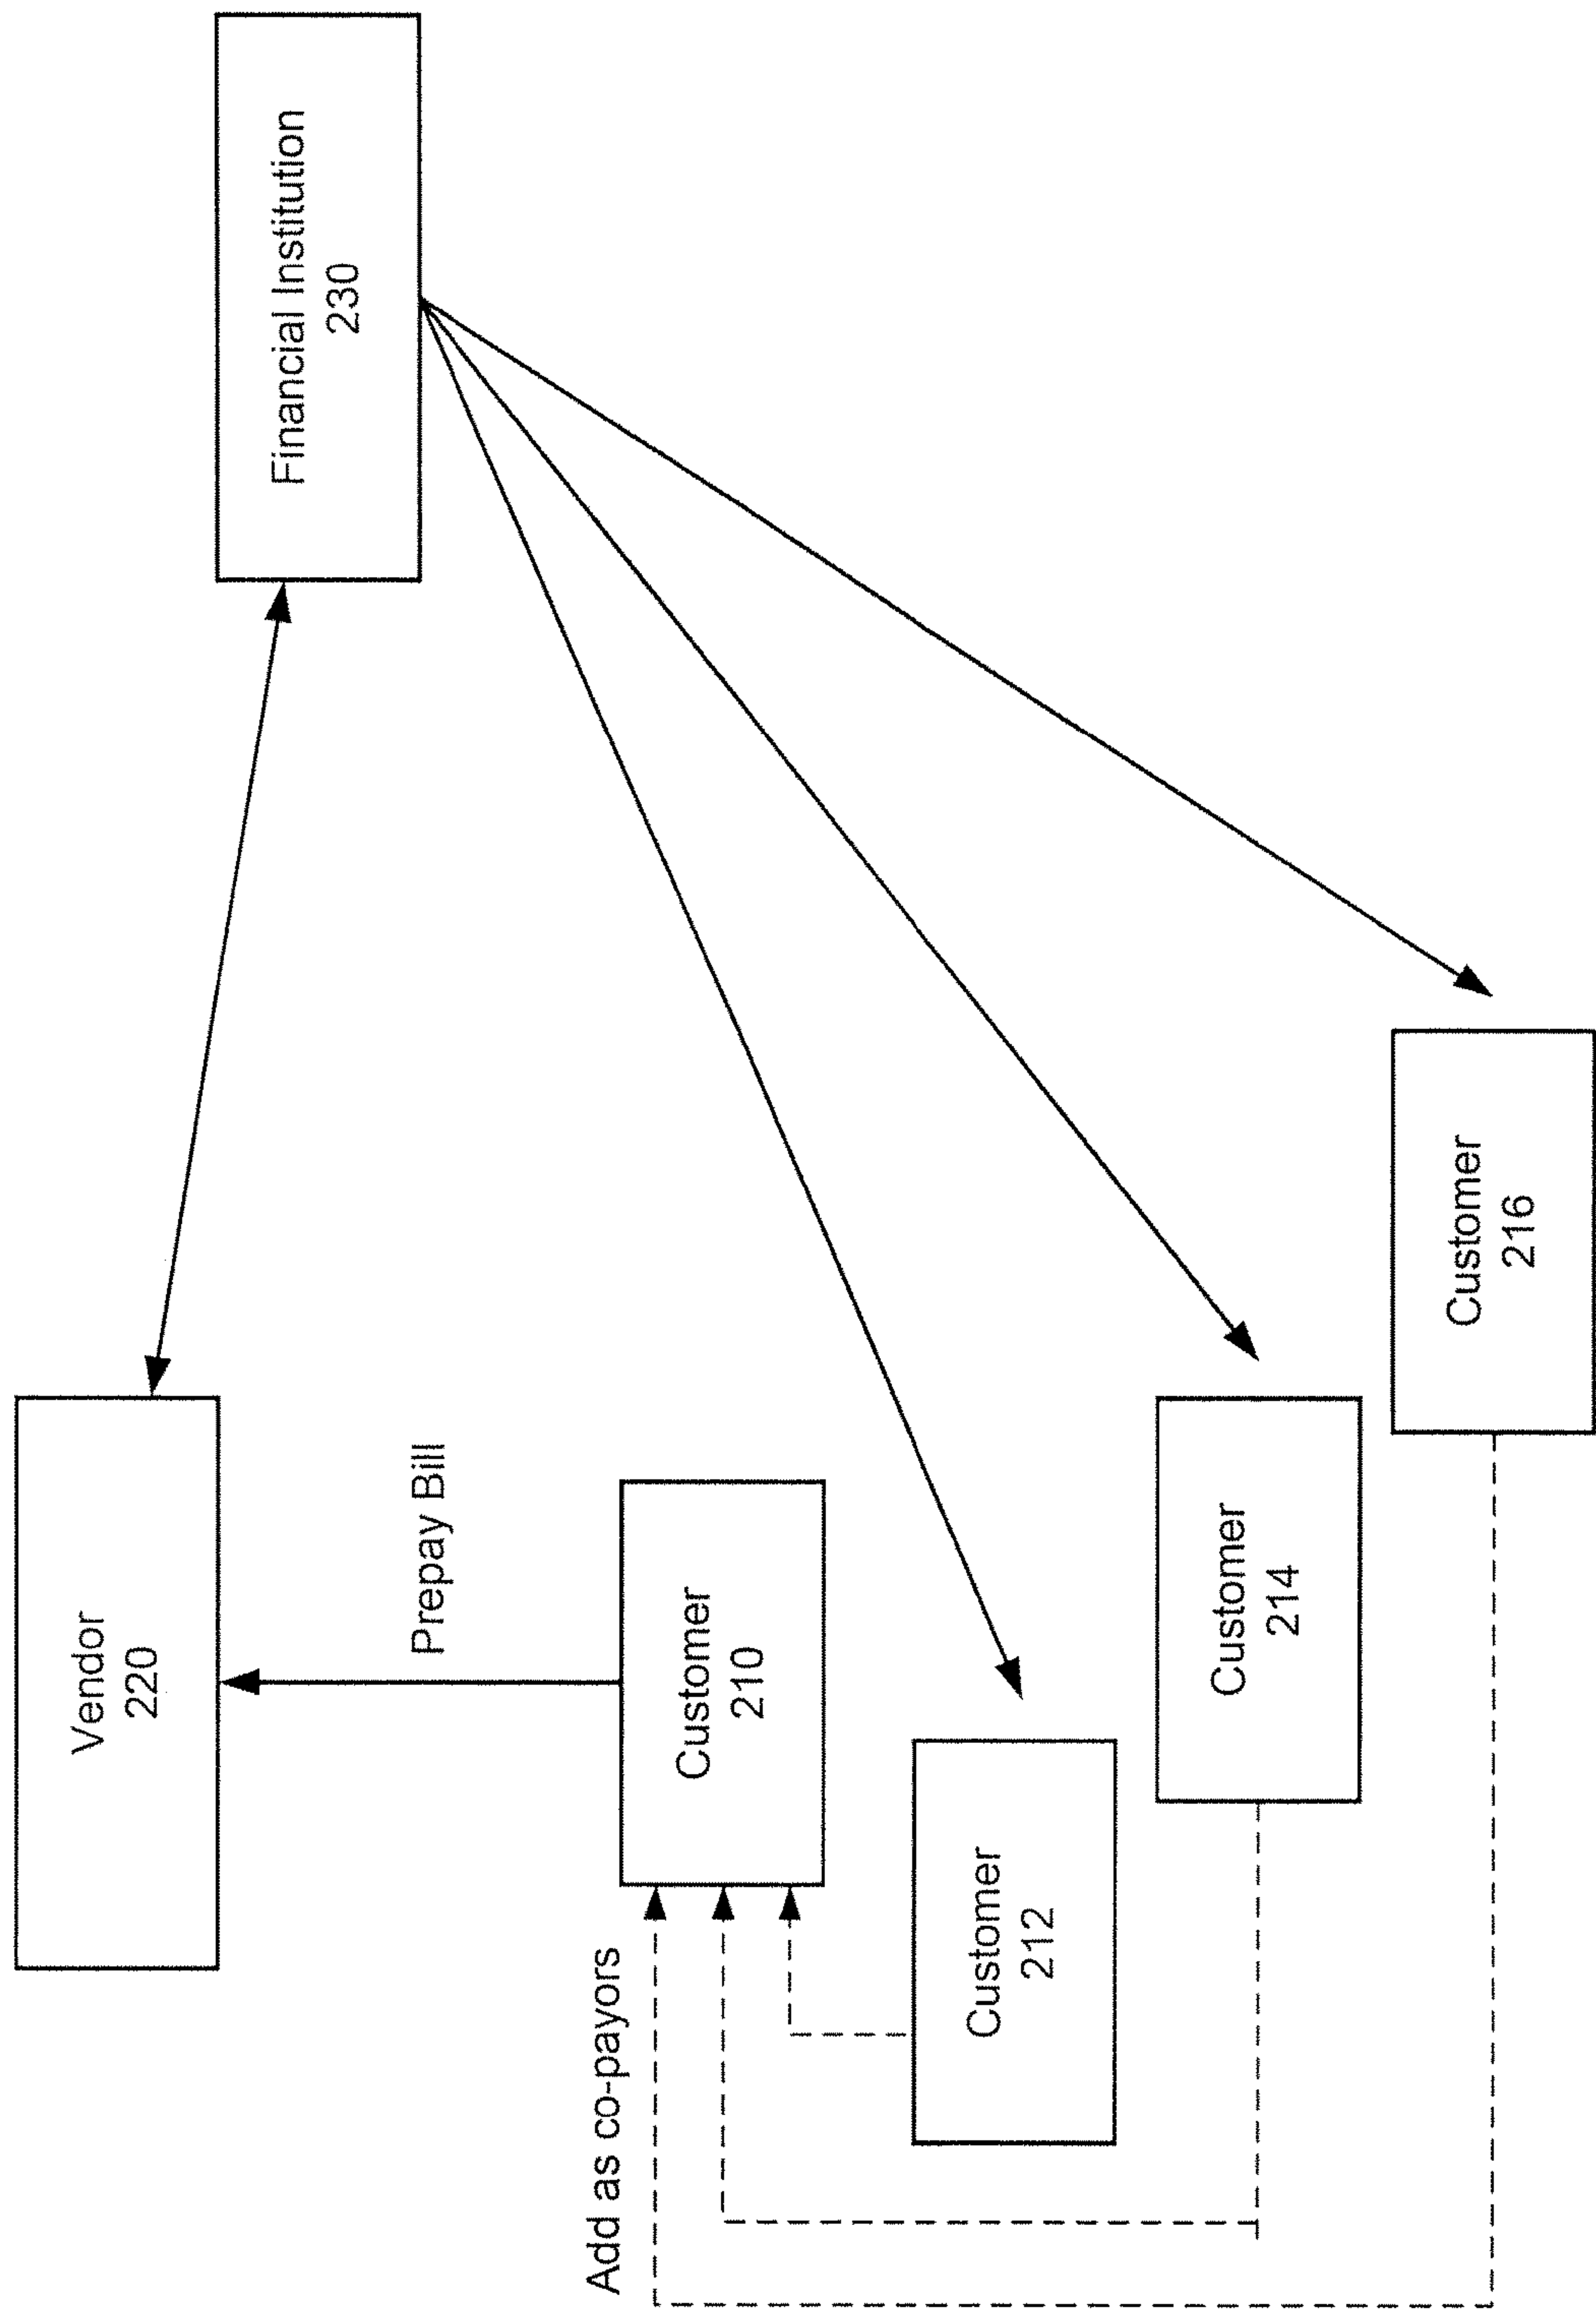 Vendor
220
Financial Institution
230
Prepay Bill
Add as co-payors
Customer
210
Customer
212
Customer
214
Customer
216